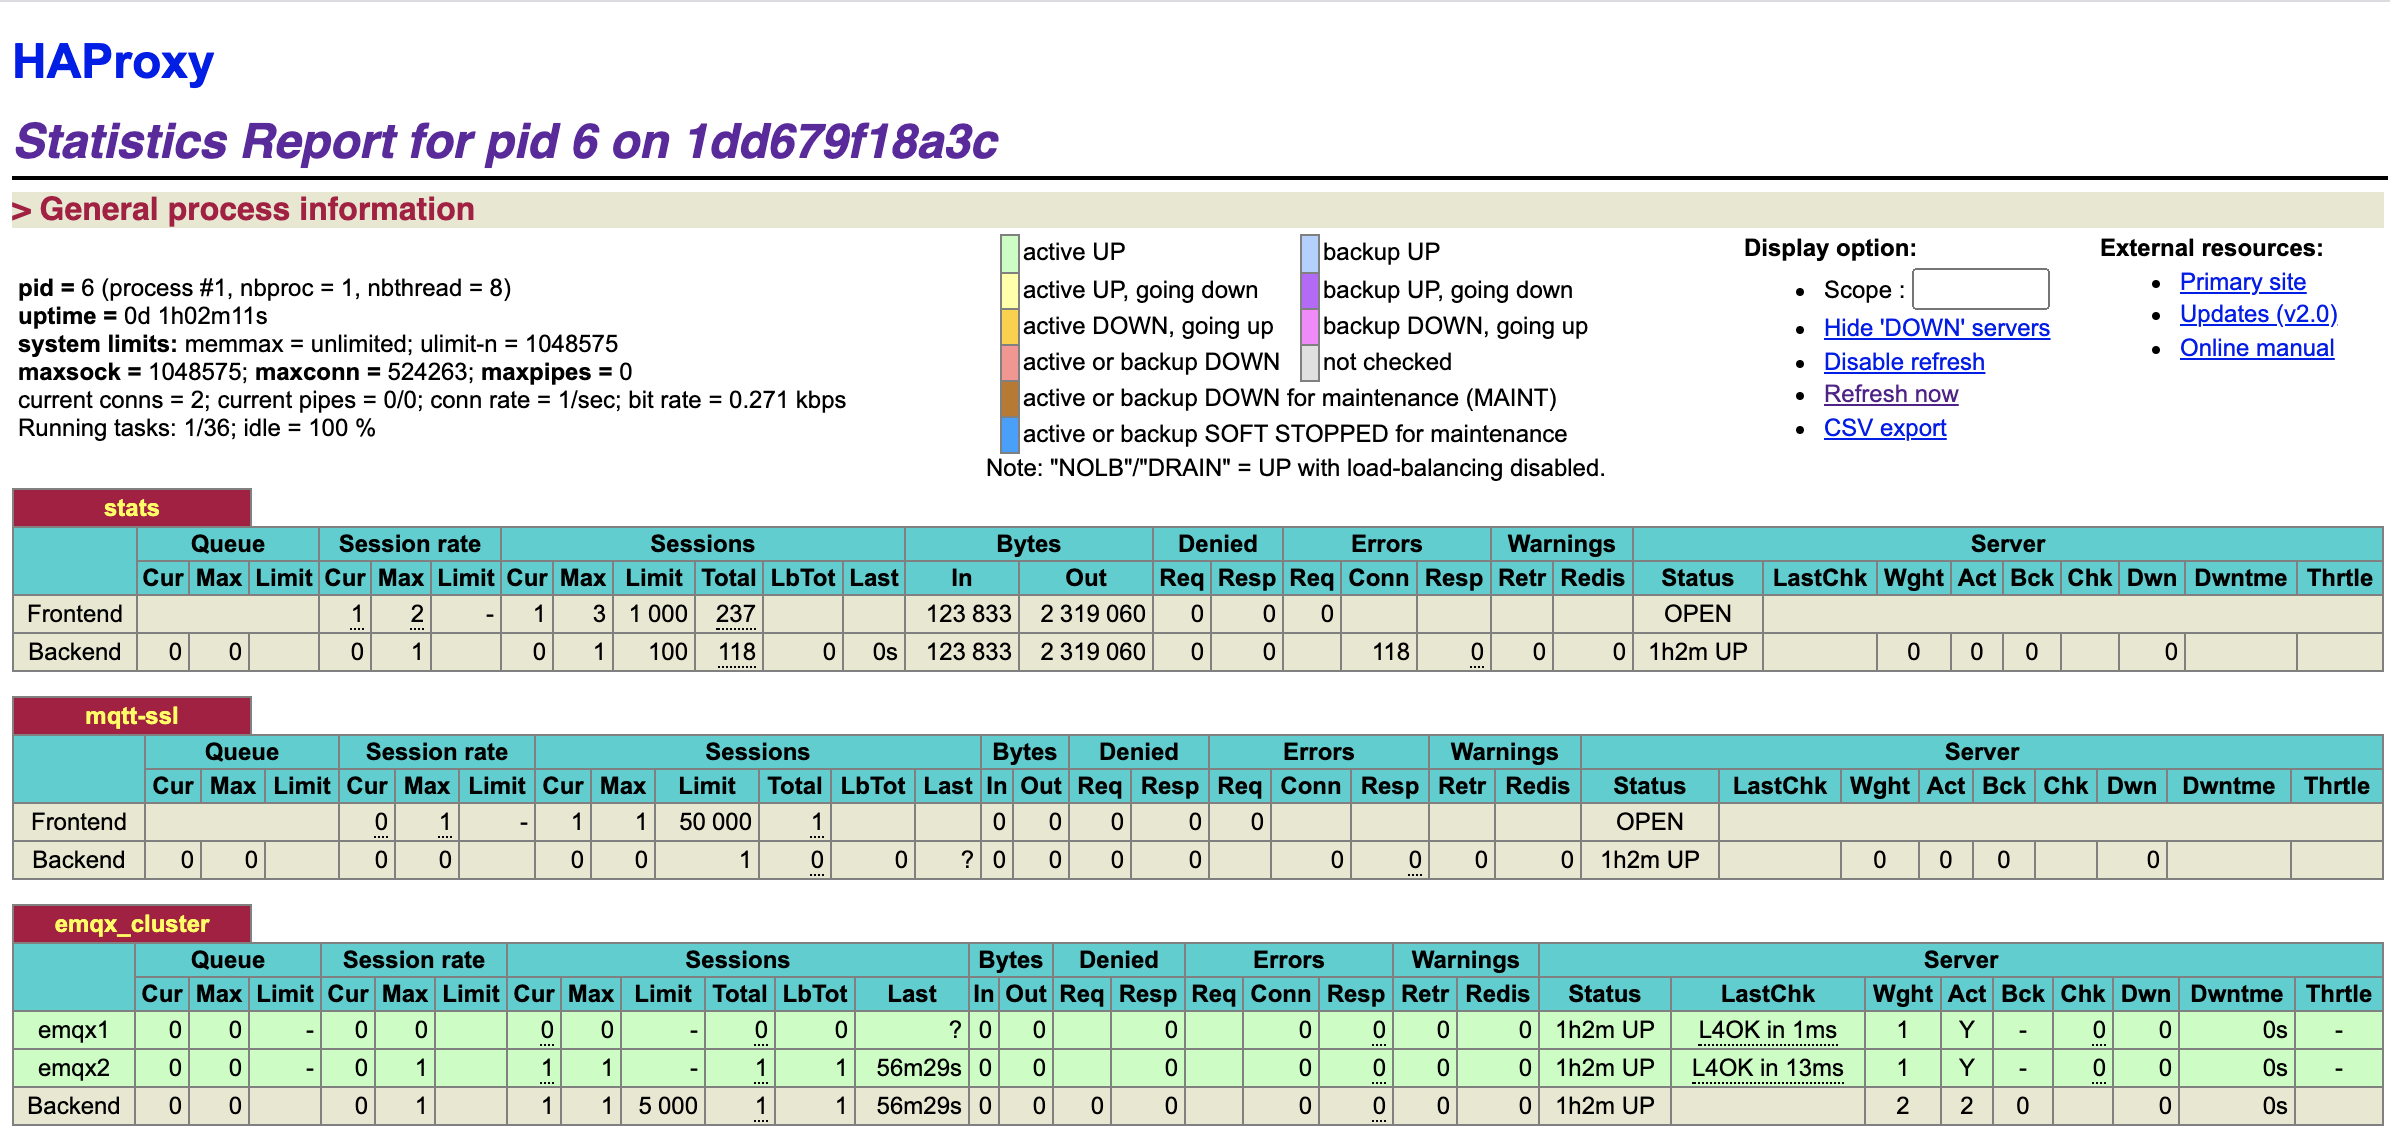 HAProxy
Statistics Report for pid 6 on 1dd679f18a3c
> General process information
pid = 6 (process #1, nbproc = 1, nbthread = 8)
uptime = 0d 1h02m11s
system limits: memmax = unlimited; ulimit-n = 1048575
maxsock = 1048575; maxconn = 524263; maxpipes = 0
current conns = 2; current pipes = 0/0; conn rate = 1/sec; bit rate = 0.271 kbps
Running tasks: 1/36; idle = 100 %
active UP backup UP
active UP, going down backup UP, going down
active DOWN, going up backup DOWN, going up
active or backup DOWN not checked
active or backup DOWN for maintenance (MAINT)
active or backup SOFT STOPPED for maintenance
Note: "NOLB"/"DRAIN" = UP with load-balancing disabled.
Display option:
• Scope :
• Hide 'DOWN' servers
• Disable refresh
• Refresh now
• CSV export
External resources:
• Primary site
• Updates (v2.0)
• Online manual
stats
Queue Session rate Sessions Bytes Denied Errors Warnings Server
Cur Max Limit Cur Max Limit Cur Max Limit Total LbTot Last In Out Req Resp Req Conn Resp Retr Redis Status LastChk Wght Act Bck Chk Dwn Dwntme Thrtle
Frontend 1 2 - 1 3 1 000 237 123 833 2 319 060 0 0 0 OPEN
Backend 0 0 0 1 0 1 100 118 0 0s 123 833 2 319 060 0 0 118 0 0 0 1h2m UP 0 0 0 0
mqtt-ssl
Queue Session rate Sessions Bytes Denied Errors Warnings Server
Cur Max Limit Cur Max Limit Cur Max Limit Total LbTot Last In Out Req Resp Req Conn Resp Retr Redis Status LastChk Wght Act Bck Chk Dwn Dwntme Thrtle
Frontend 0 1 - 1 1 50 000 1 0 0 0 0 0 OPEN
Backend 0 0 0 0 0 0 1 0 0 ? 0 0 0 0 0 0 0 0 1h2m UP 0 0 0 0
emqx_cluster
Queue Session rate Sessions Bytes Denied Errors Warnings Server
Cur Max Limit Cur Max Limit Cur Max Limit Total LbTot Last In Out Req Resp Req Conn Resp Retr Redis Status LastChk Wght Act Bck Chk Dwn Dwntme Thrtle
emqx1 0 0 - 0 0 0 0 - 0 0 ? 0 0 0 0 0 0 0 1h2m UP L4OK in 1ms 1 Y - 0 0 0s -
emqx2 0 0 - 0 1 1 1 - 1 1 56m29s 0 0 0 0 0 0 0 1h2m UP L4OK in 13ms 1 Y - 0 0 0s -
Backend 0 0 0 1 1 1 5 000 1 1 56m29s 0 0 0 0 0 0 0 0 1h2m UP 2 2 0 0 0s